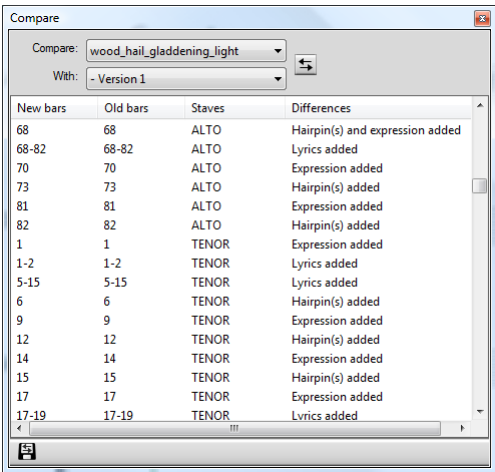 Compare
Compare: wood_hail_gladdening_light
With: - Version 1
New bars Old bars Staves Differences
68 68 ALTO Hairpin(s) and expression added
68-82 68-82 ALTO Lyrics added
70 70 ALTO Expression added
73 73 ALTO Hairpin(s) added
81 81 ALTO Expression added
82 82 ALTO Hairpin(s) added
1 1 TENOR Expression added
1-2 1-2 TENOR Lyrics added
5-15 5-15 TENOR Lyrics added
6 6 TENOR Hairpin(s) added
9 9 TENOR Expression added
12 12 TENOR Hairpin(s) added
14 14 TENOR Expression added
15 15 TENOR Hairpin(s) added
17 17 TENOR Expression added
17-19 17-19 TENOR Lyrics added